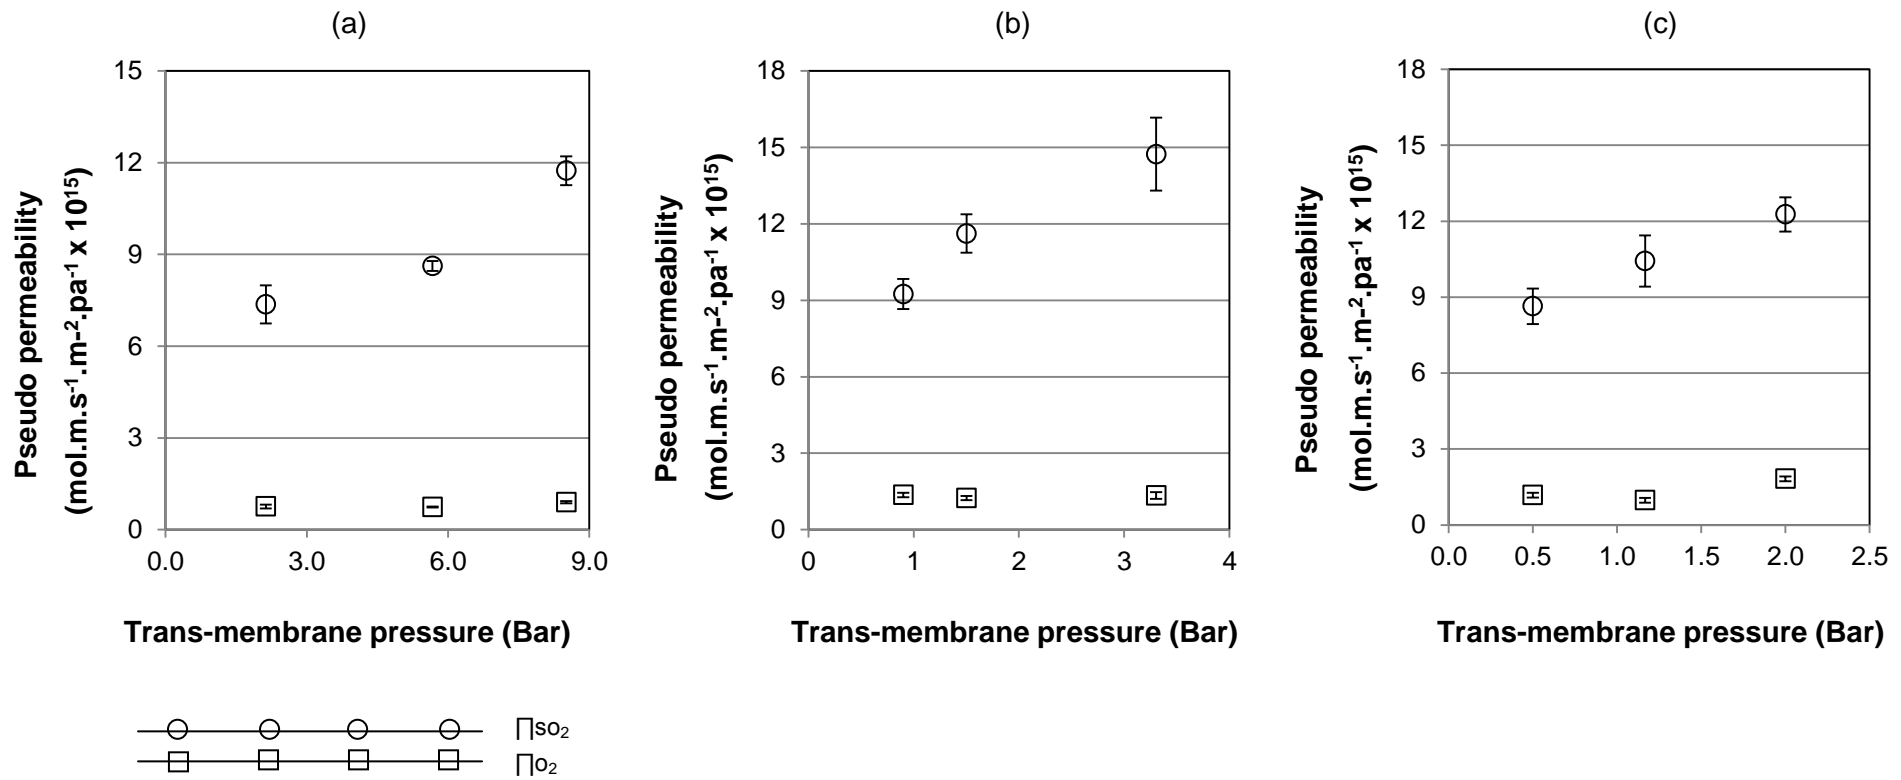 (a)
15
12
9
6
3
0
0.0 3.0 6.0 9.0
Pseudo permeability
(mol.m.s⁻¹.m-².pa⁻¹ x 10¹⁵)
Trans-membrane pressure (Bar)
(b)
18
15
12
9
6
3
0
0 1 2 3 4
Pseudo permeability
(mol.m.s⁻¹.m-².pa⁻¹ x 10¹⁵)
Trans-membrane pressure (Bar)
(c)
18
15
12
9
6
3
0
0.0 0.5 1.0 1.5 2.0 2.5
Pseudo permeability
(mol.m.s⁻¹.m-².pa⁻¹ x 10¹⁵)
Trans-membrane pressure (Bar)
∏so₂
∏o₂